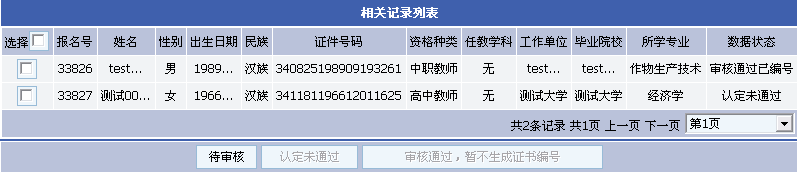 相关记录列表
选择 报名号 姓名 性别 出生日期 民族 证件号码 资格种类 任教学科 工作单位 毕业院校 所学专业 数据状态
33826 test... 男 1989... 汉族 340825198909193261 中职教师 无 test... test... 作物生产技术 审核通过已编号
33827 测试00... 女 1966... 汉族 341181196612011625 高中教师 无 测试大学 测试大学 经济学 认定未通过
共2条记录 共1页 上一页 下一页 第1页
待审核 认定未通过 审核通过，暂不生成证书编号